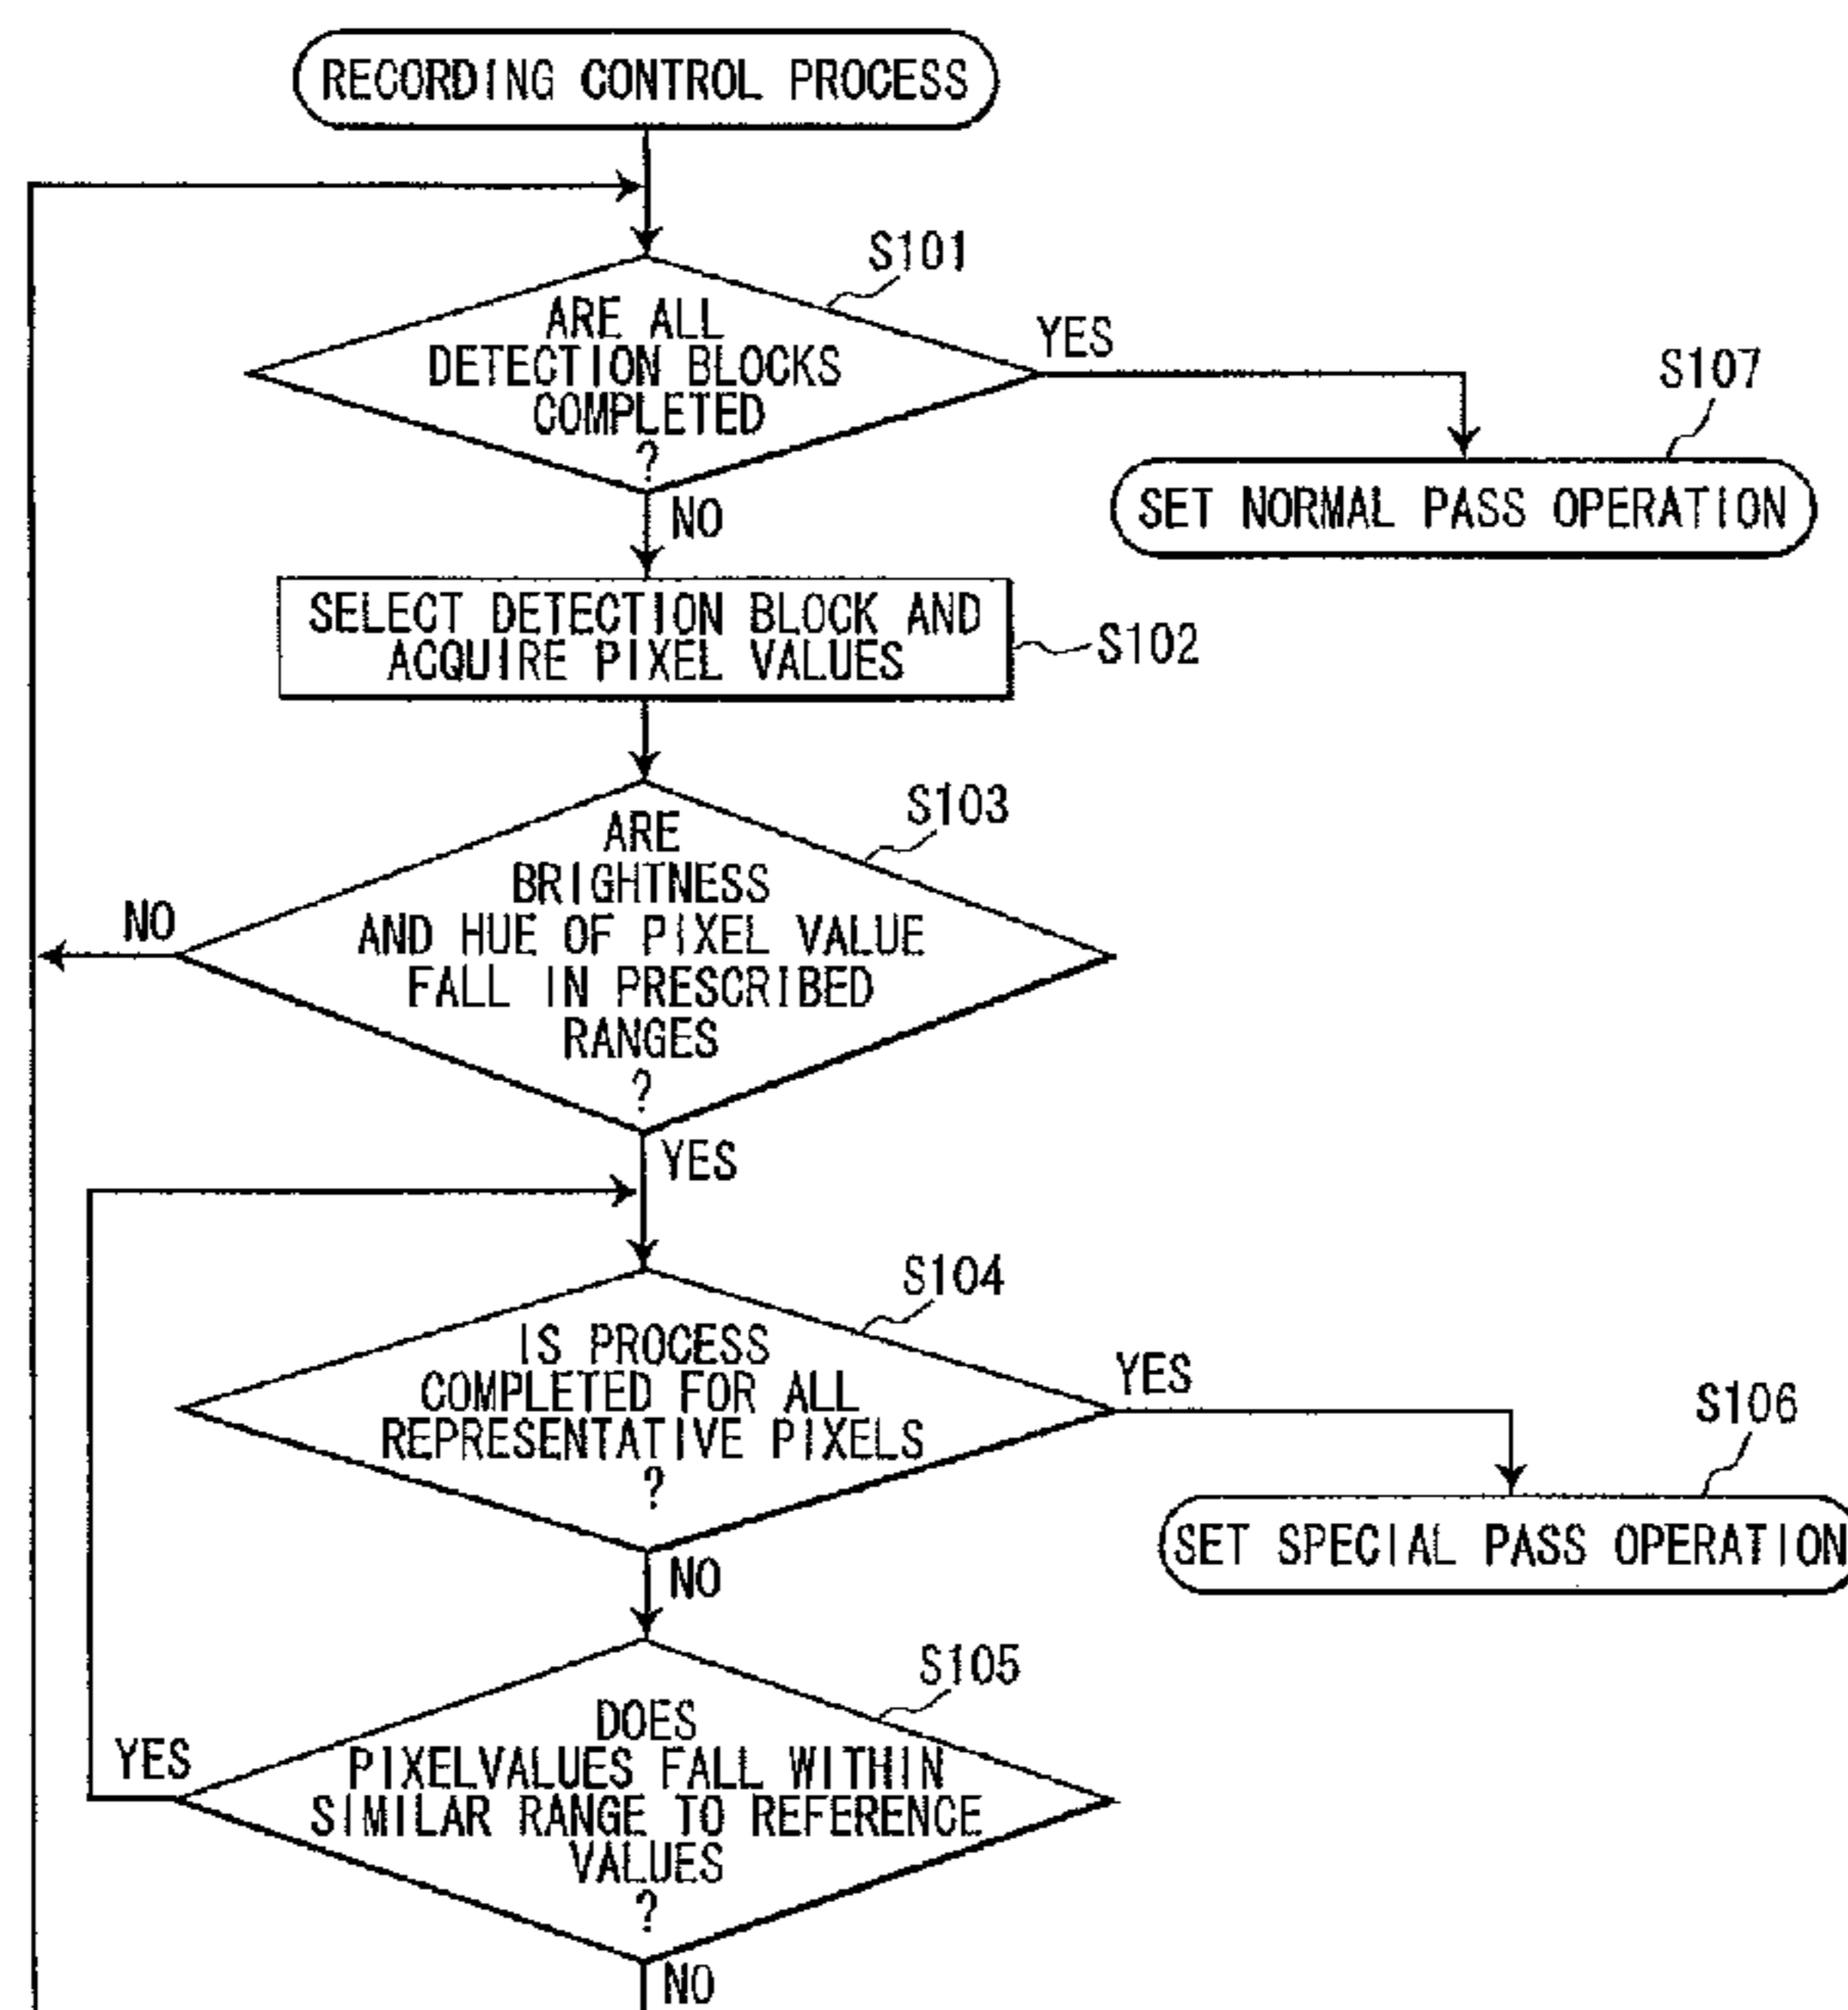 RECORDING CONTROL PROCESS
S101
ARE ALL
DETECTION BLOCKS
COMPLETED
?
YES
S107
SET NORMAL PASS OPERATION
NO
SELECT DETECTION BLOCK AND
ACQUIRE PIXEL VALUES
S102
S103
ARE
BRIGHTNESS
AND HUE OF PIXEL VALUE
FALL IN PRESCRIBED
RANGES
?
NO
YES
S104
IS PROCESS
COMPLETED FOR ALL
REPRESENTATIVE PIXELS
?
YES
S106
SET SPECIAL PASS OPERATION
NO
S105
DOES
PIXELVALUES FALL WITHIN
SIMILAR RANGE TO REFERENCE
VALUES
?
YES
NO